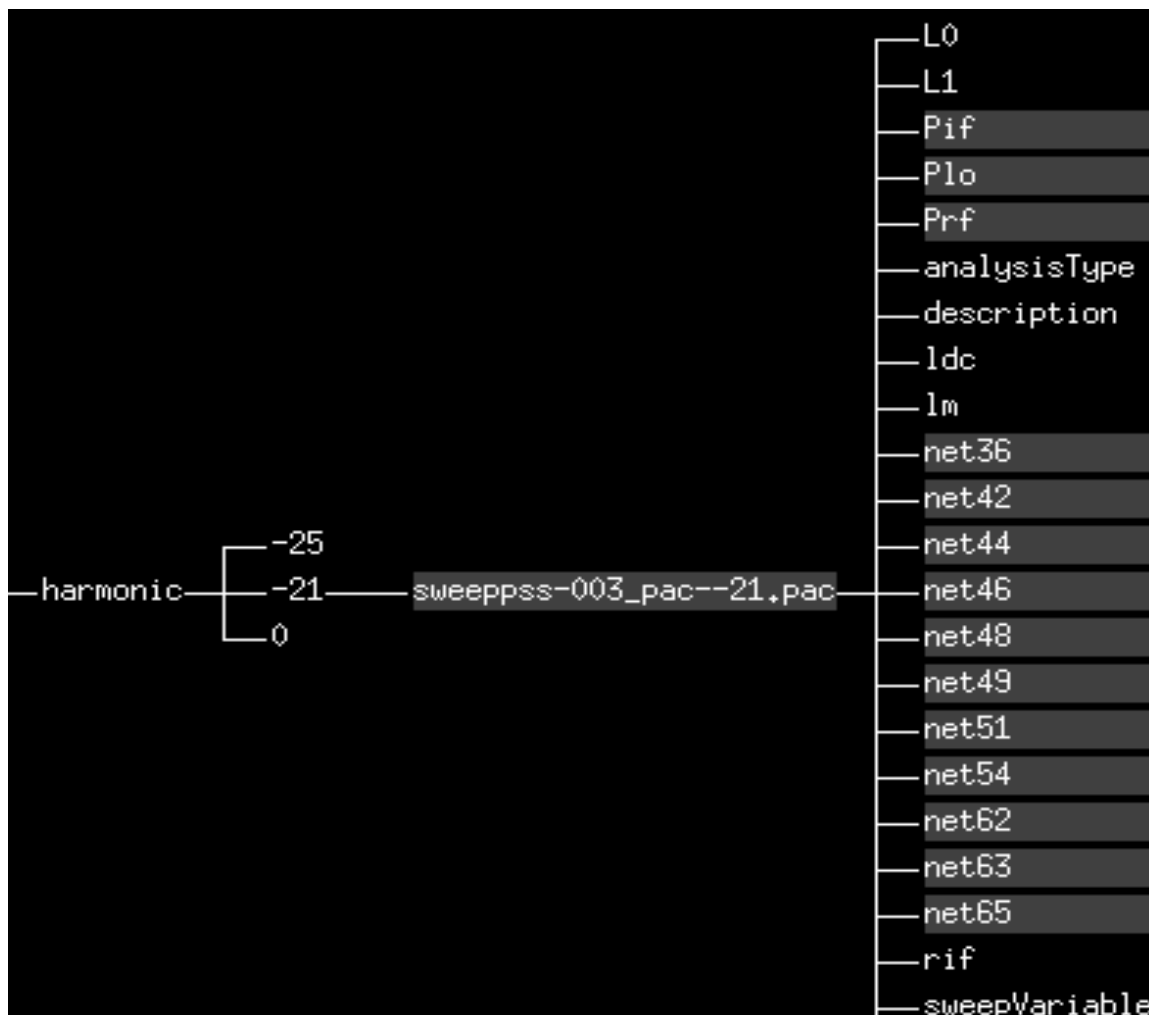 L0
L1
Pif
Plo
Prf
analysisType
description
ldc
lm
net36
net42
net44
-25
harmonic
-21
sweeppss-003_pac--21.pac
net46
0
net48
net49
net51
net54
net62
net63
net65
rif
sweepVariable